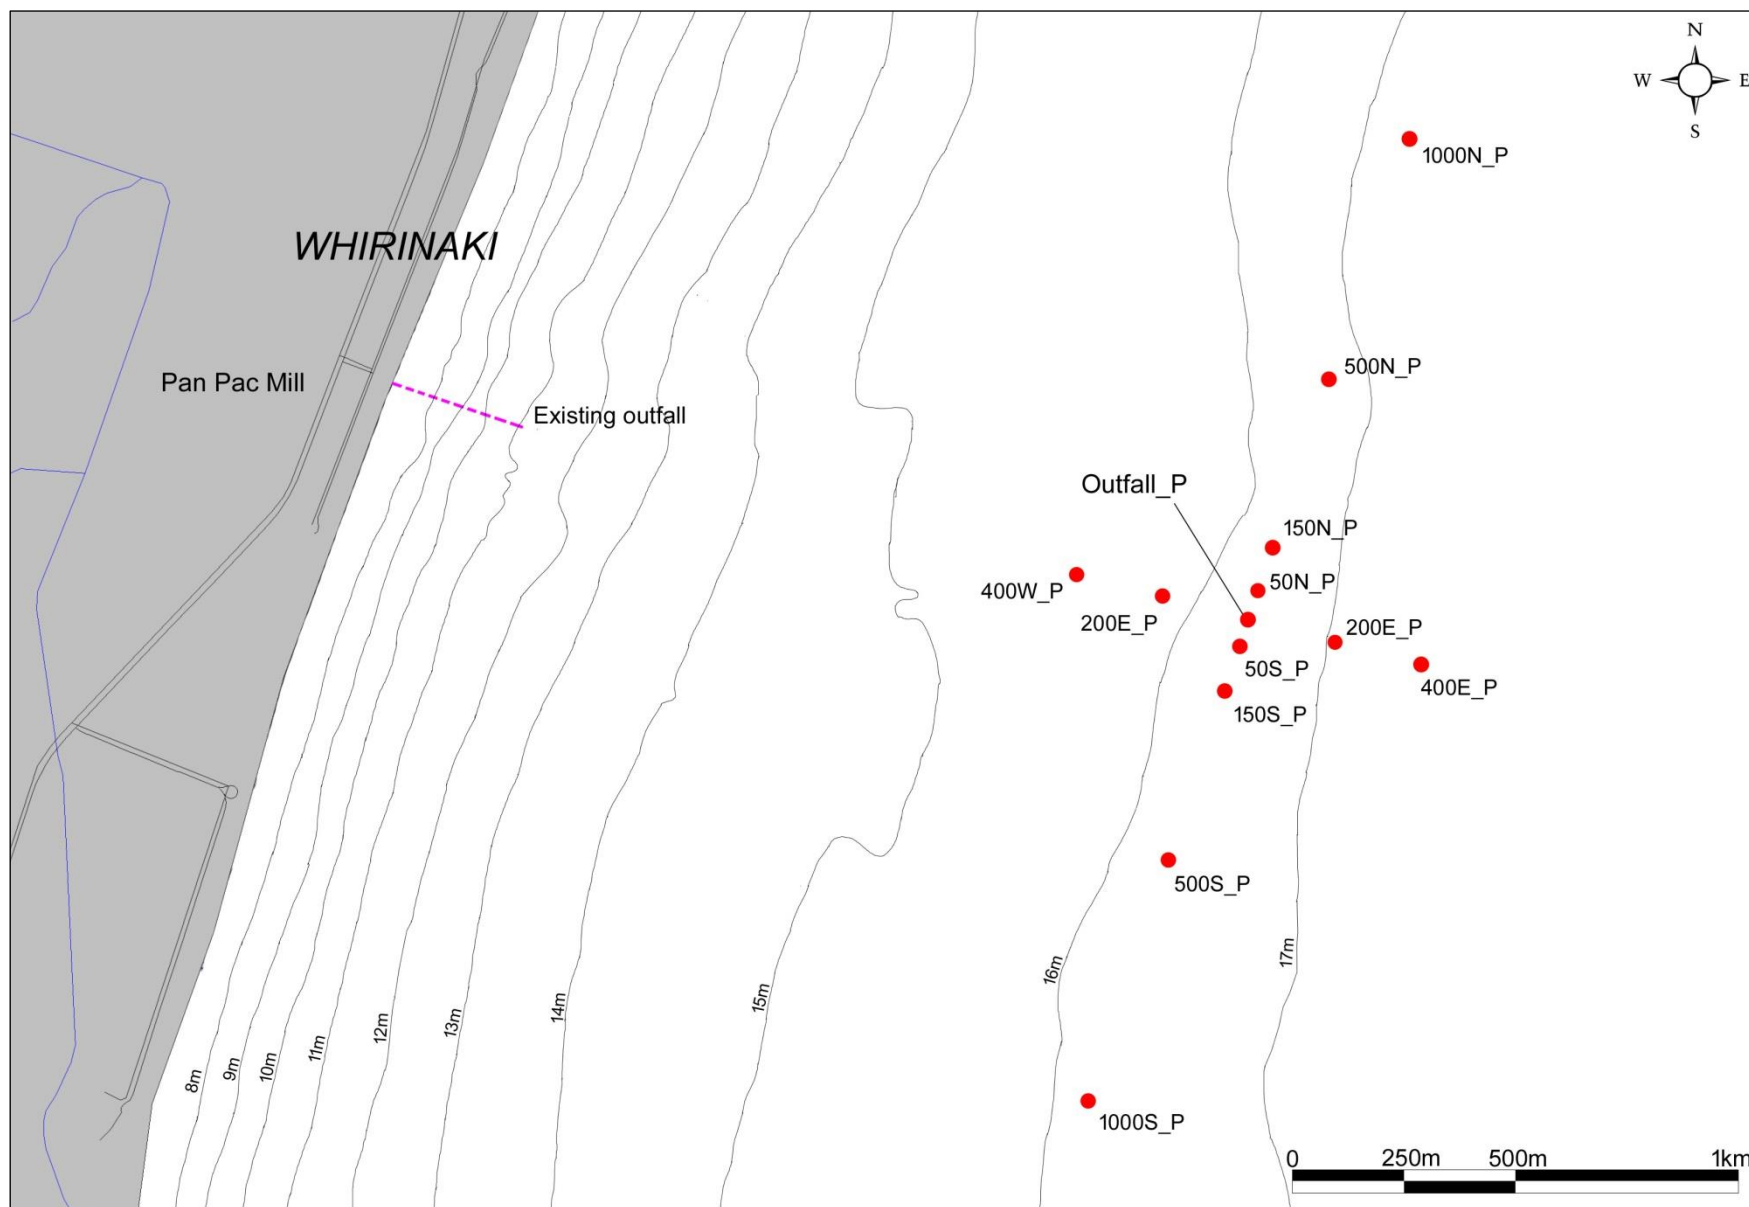 N
W
E
S
1000N_P
WHIRINAKI
500N_P
Pan Pac Mill
Existing outfall
Outfall_P
150N_P
400W_P
50N_P
200E_P
200E_P
50S_P
400E_P
150S_P
500S_P
8m
9m
10m
11m
12m
13m
14m
15m
16m
17m
1000S_P
0
250m
500m
1km